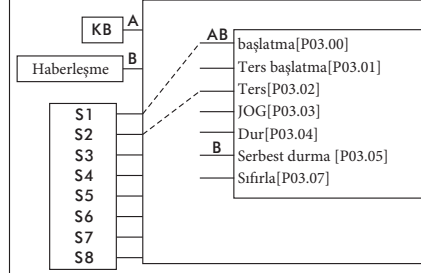 KB
A
Haberleşme
B
S1
S2
S3
S4
S5
S6
S7
S8
AB
başlatma[P03.00]
Ters başlatma[P03.01]
Ters[P03.02]
JOG[P03.03]
Dur[P03.04]
B
Serbest durma [P03.05]
Sıfırla[P03.07]